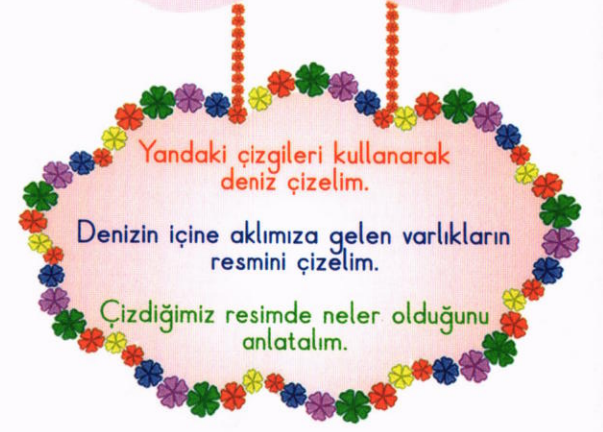 Yandaki çizgileri kullanarak
deniz çizelim.
Denizin içine aklımıza gelen varlıkların
resmini çizelim.
Çizdiğimiz resimde neler olduğunu
anlatalım.